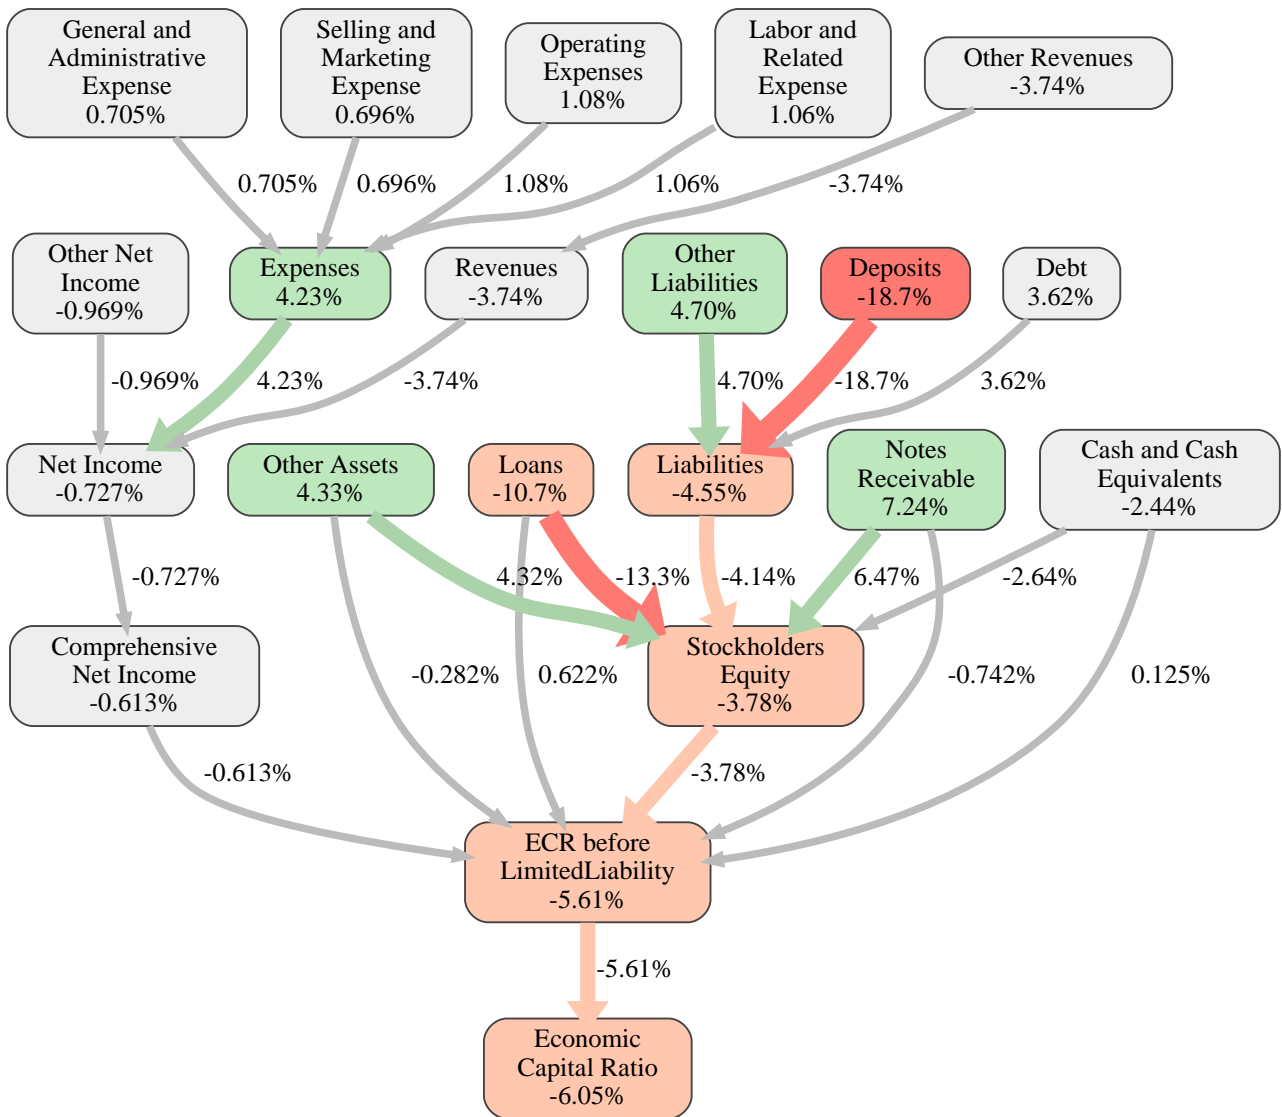 General and
Administrative
Expense
0.705%
Selling and
Marketing
Expense
0.696%
Operating
Expenses
1.08%
Labor and
Related
Expense
1.06%
Other Revenues
-3.74%
0.705%
0.696%
1.08%
1.06%
-3.74%
Other Net
Income
-0.969%
Expenses
4.23%
Revenues
-3.74%
Other
Liabilities
4.70%
Deposits
-18.7%
Debt
3.62%
-0.969%
4.23%
-3.74%
4.70%
-18.7%
3.62%
Net Income
-0.727%
Other Assets
4.33%
Loans
-10.7%
Liabilities
-4.55%
Notes
Receivable
7.24%
Cash and Cash
Equivalents
-2.44%
-0.727%
4.32%
-13.3%
-4.14%
6.47%
-2.64%
Comprehensive
Net Income
-0.613%
-0.282%
0.622%
Stockholders
Equity
-3.78%
-0.742%
0.125%
-0.613%
-3.78%
ECR before
LimitedLiability
-5.61%
-5.61%
Economic
Capital Ratio
-6.05%